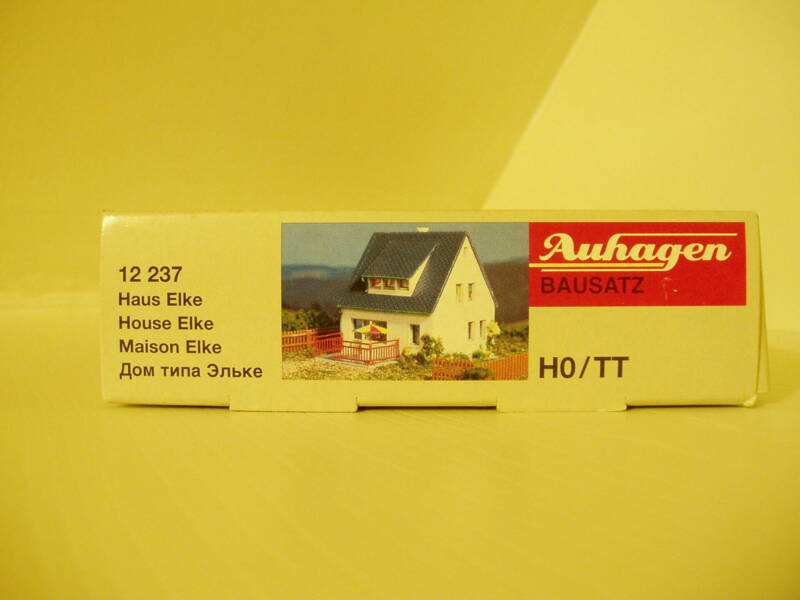 12 237
Haus Elke
House Elke
Maison Elke
Дом типа Эльке
Auhagen
BAUSATZ
H0/TT